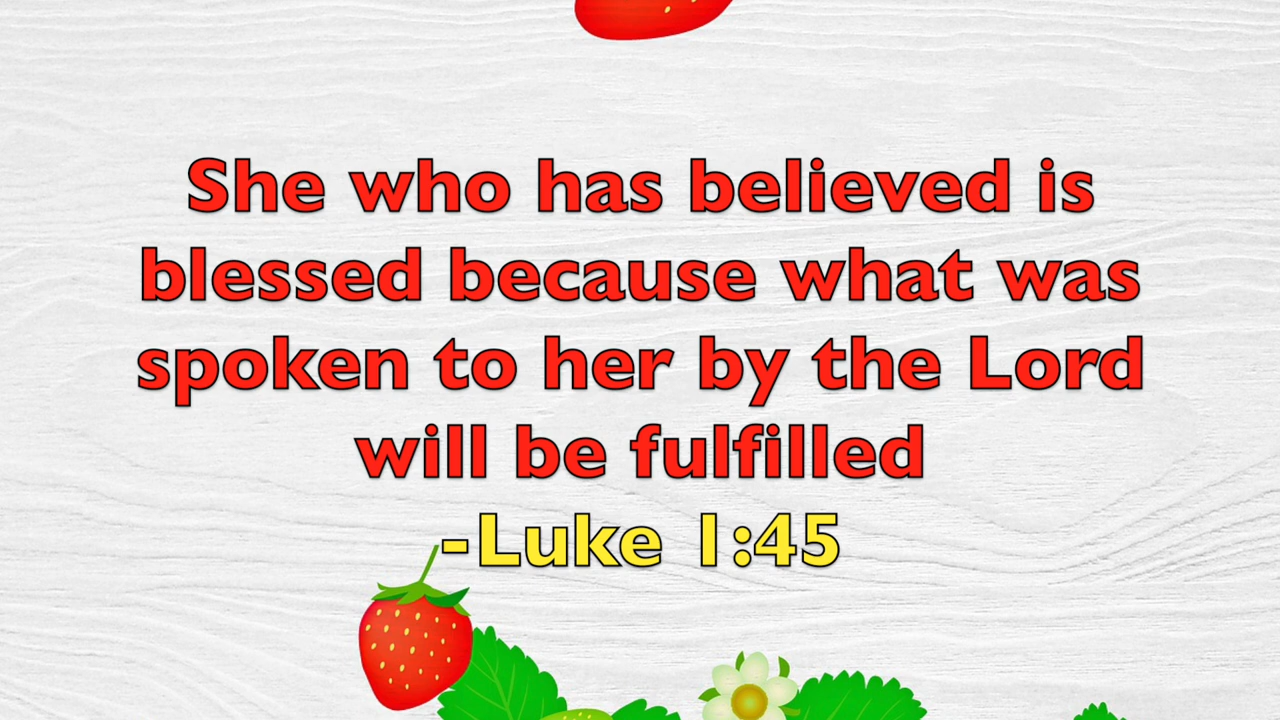 She who has believed is
blessed because what was
spoken to her by the Lord
will be fulfilled
-Luke 1:45